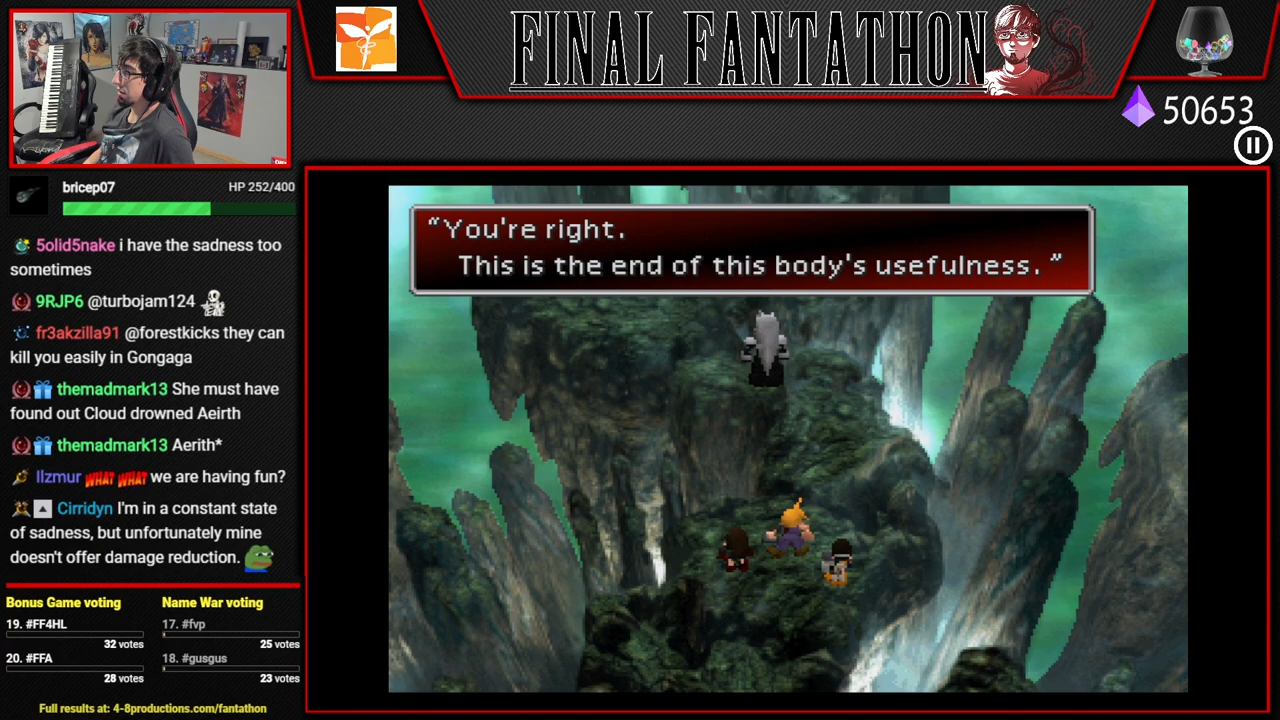 FINAL FANTATHON
50653
bricep07 HP 252/400
5olid5nake i have the sadness too
sometimes
9RJP6 @turbojam124
fr3akzilla91 @forestkicks they can
kill you easily in Gongaga
themadmark13 She must have
found out Cloud drowned Aeirth
themadmark13 Aerith*
Ilzmur WHAT WHAT we are having fun?
Cirridyn I'm in a constant state
of sadness, but unfortunately mine
doesn't offer damage reduction.
"You're right.
This is the end of this body's usefulness."
Bonus Game voting
19. #FF4HL
32 votes
20. #FFA
28 votes
Name War voting
17. #fvp
25 votes
18. #gusgus
23 votes
Full results at: 4-8productions.com/fantathon